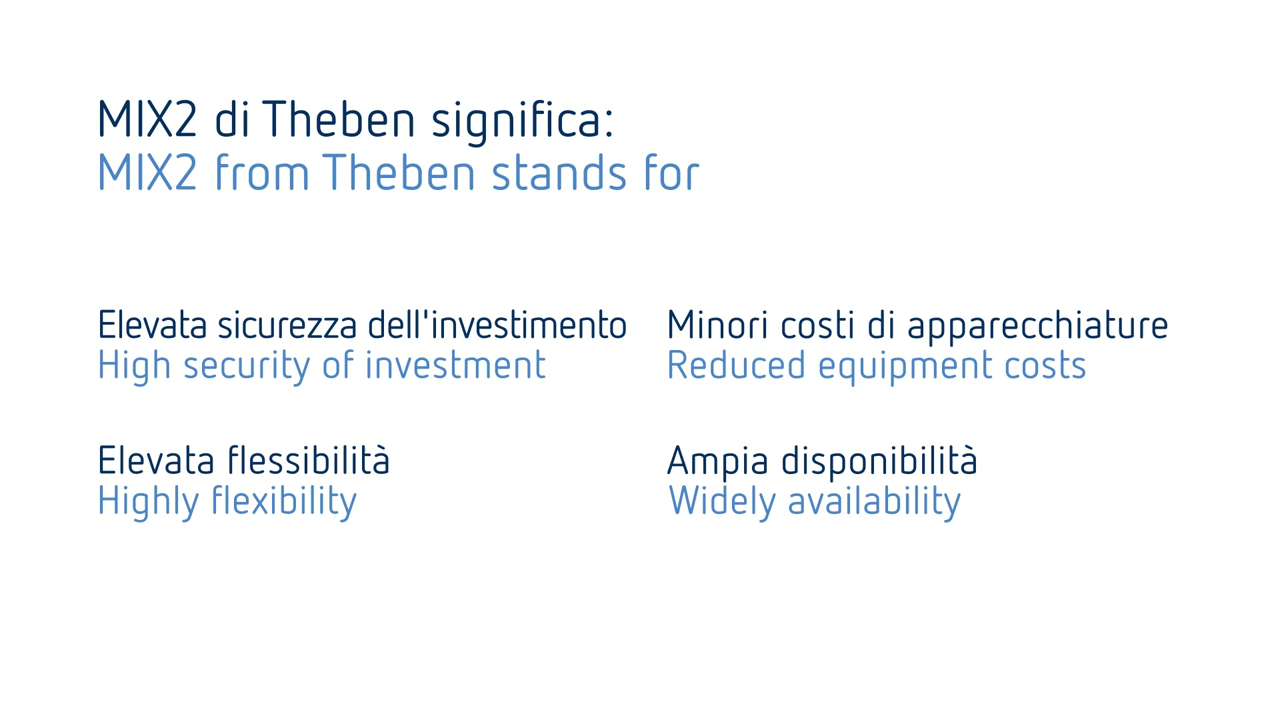 MIX2 di Theben significa:
MIX2 from Theben stands for
Elevata sicurezza dell'investimento
High security of investment
Minori costi di apparecchiature
Reduced equipment costs
Elevata flessibilità
Highly flexibility
Ampia disponibilità
Widely availability